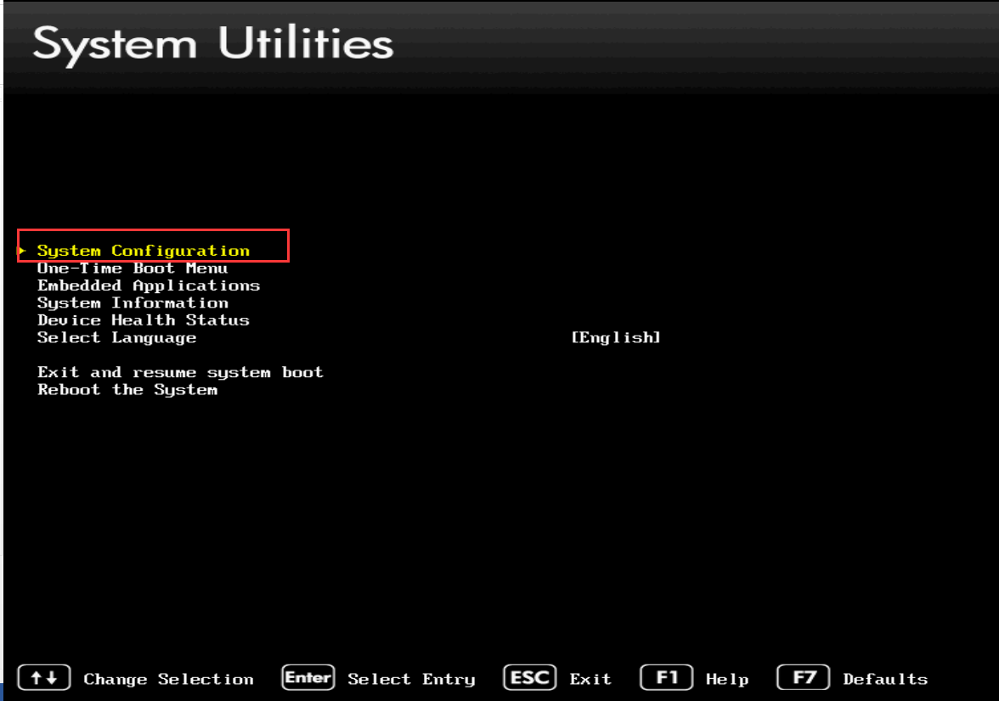 System Utilities
System Configuration
One-Time Boot Menu
Embedded Applications
System Information
Device Health Status
Select Language [English]
Exit and resume system boot
Reboot the System
↑↓ Change Selection Enter Select Entry ESC Exit F1 Help F7 Defaults